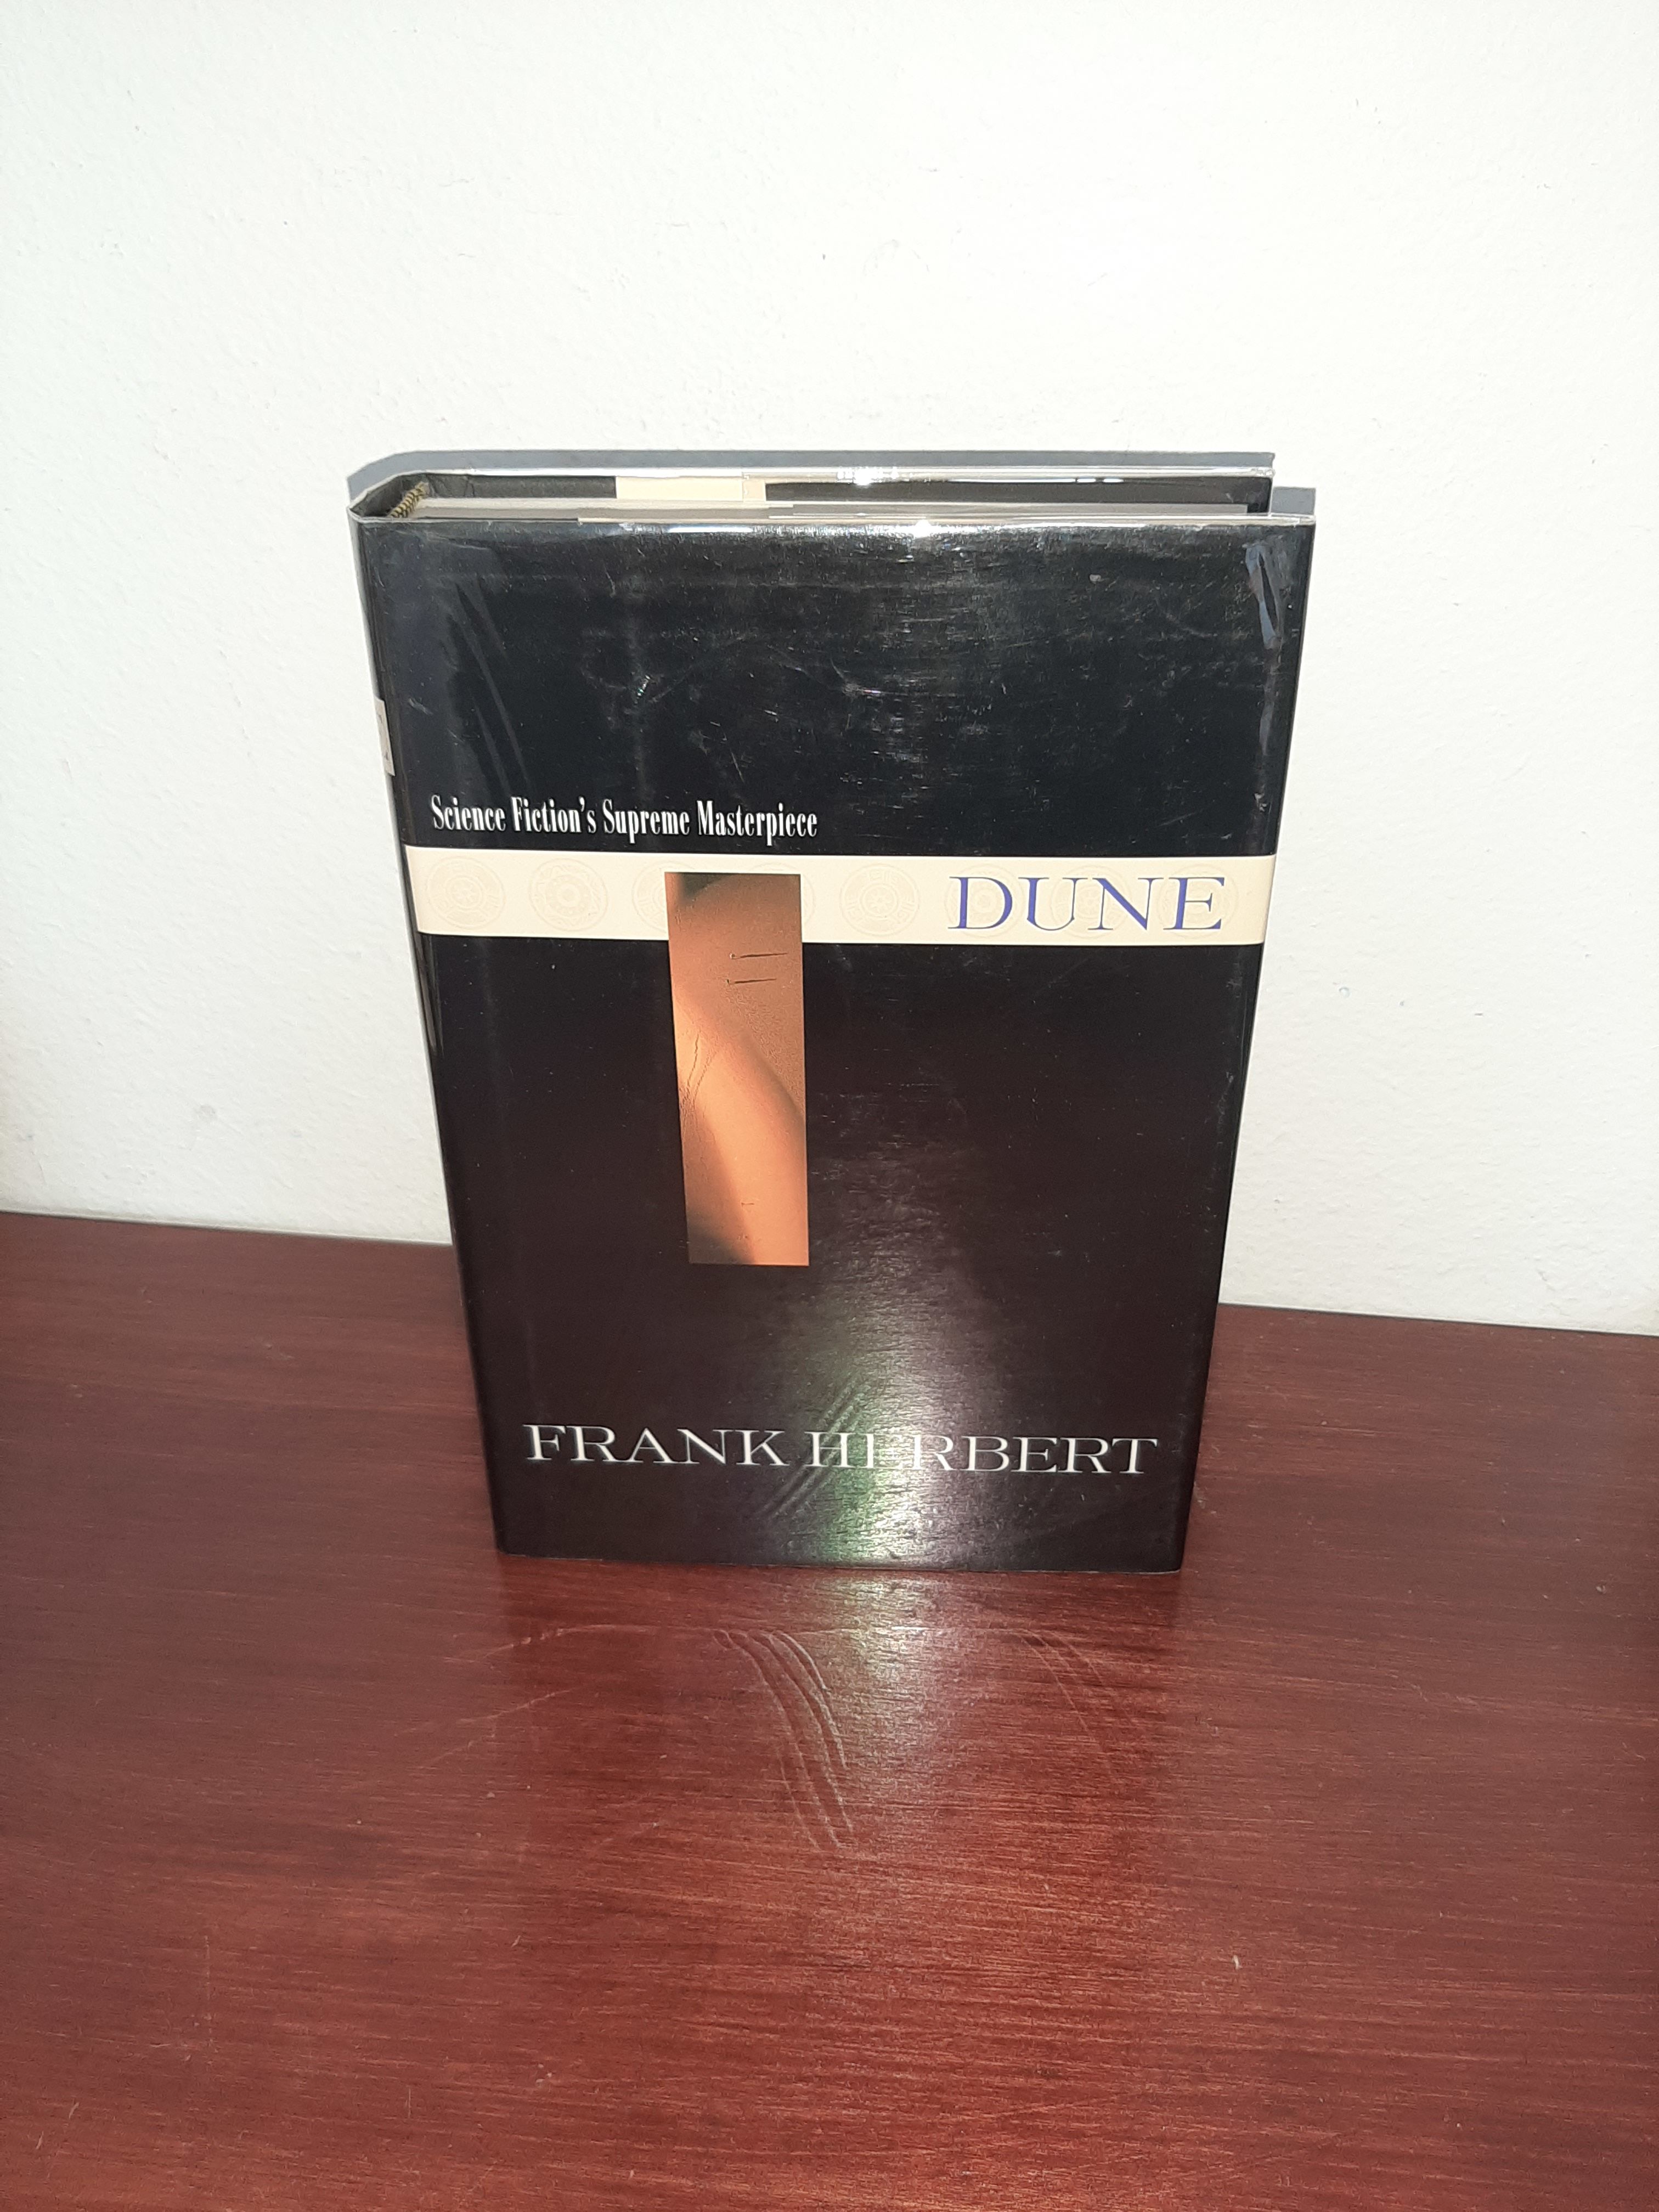 Science Fiction's Supreme Masterpiece
DUNE
FRANK HERBERT